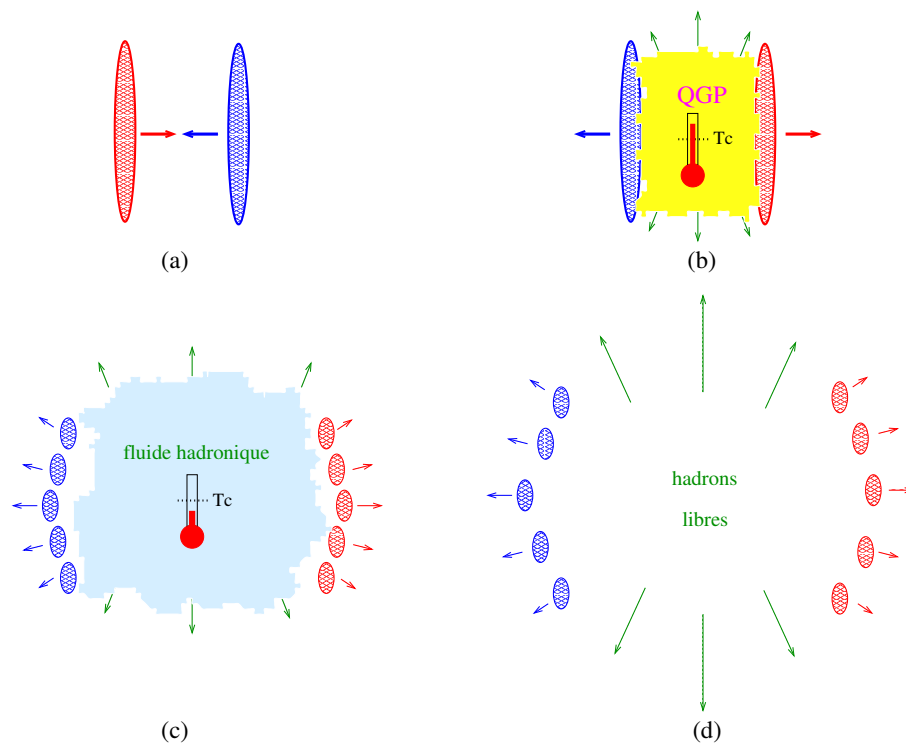 QGP
Tc
(a)
(b)
fluide hadronique
Tc
hadrons
libres
(c)
(d)